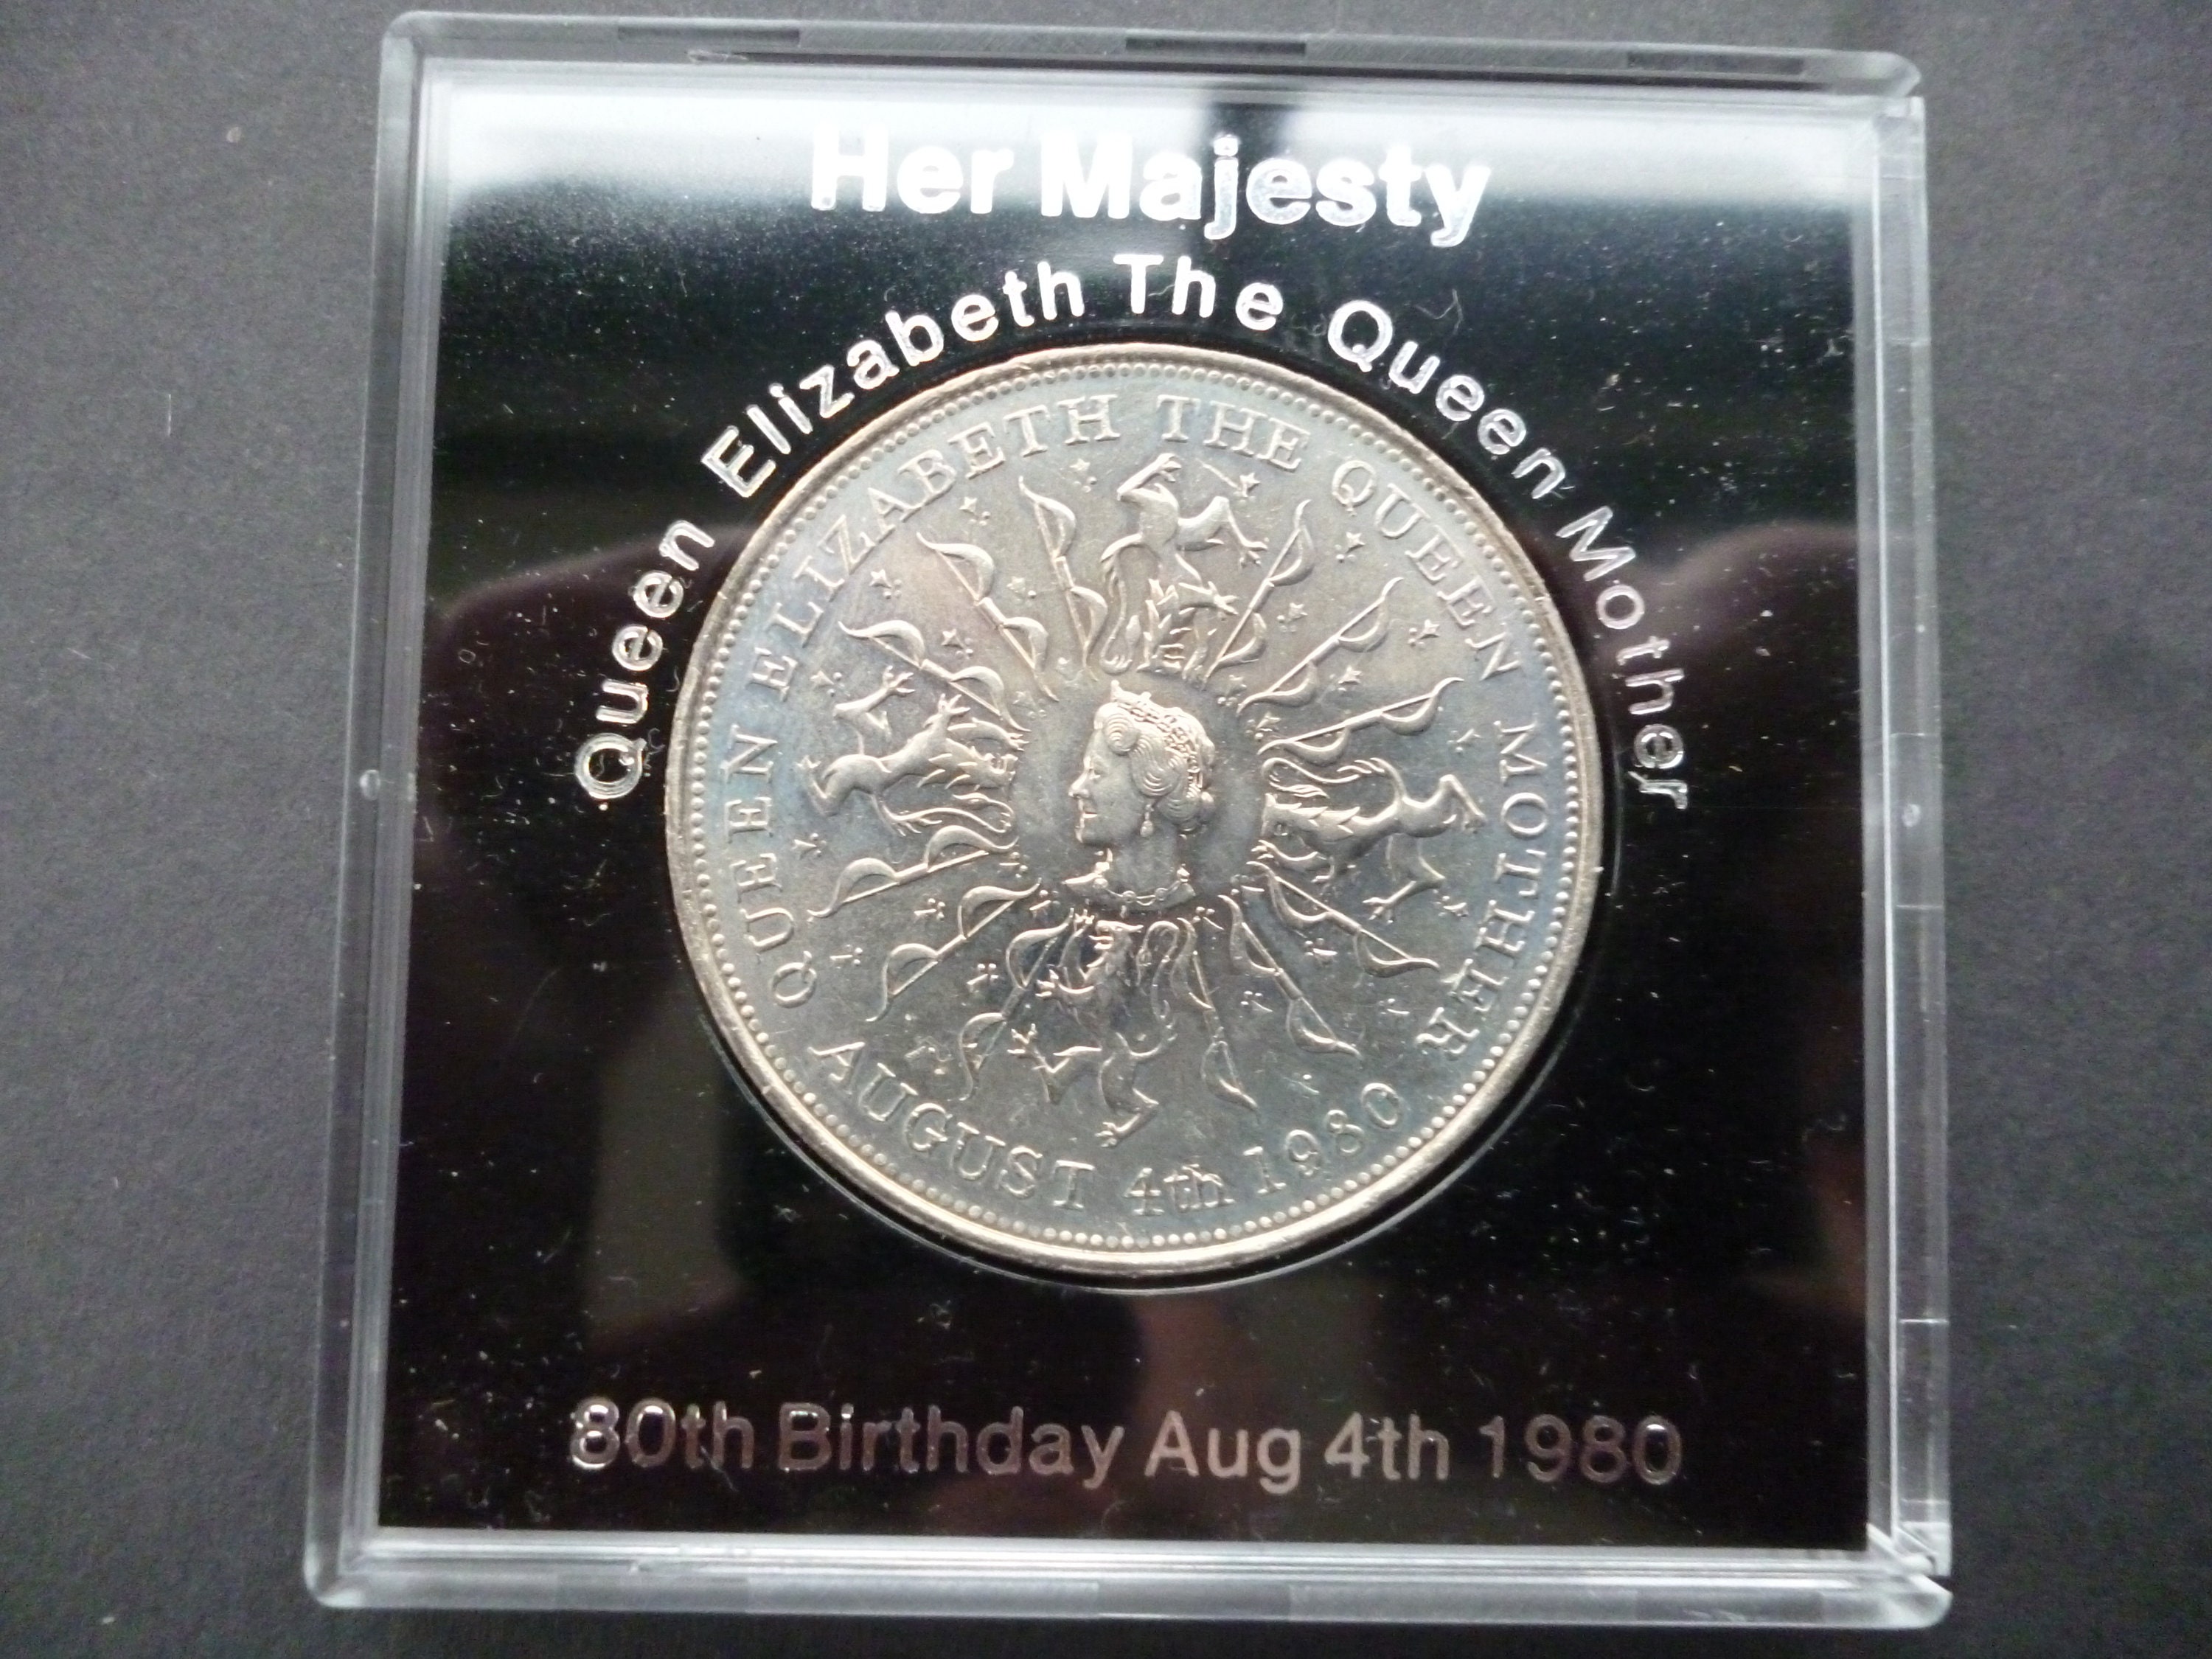 Her Majesty
Queen Elizabeth The Queen Mother
QUEEN ELIZABETH THE QUEEN MOTHER
AUGUST 4th 1980
80th Birthday Aug 4th 1980